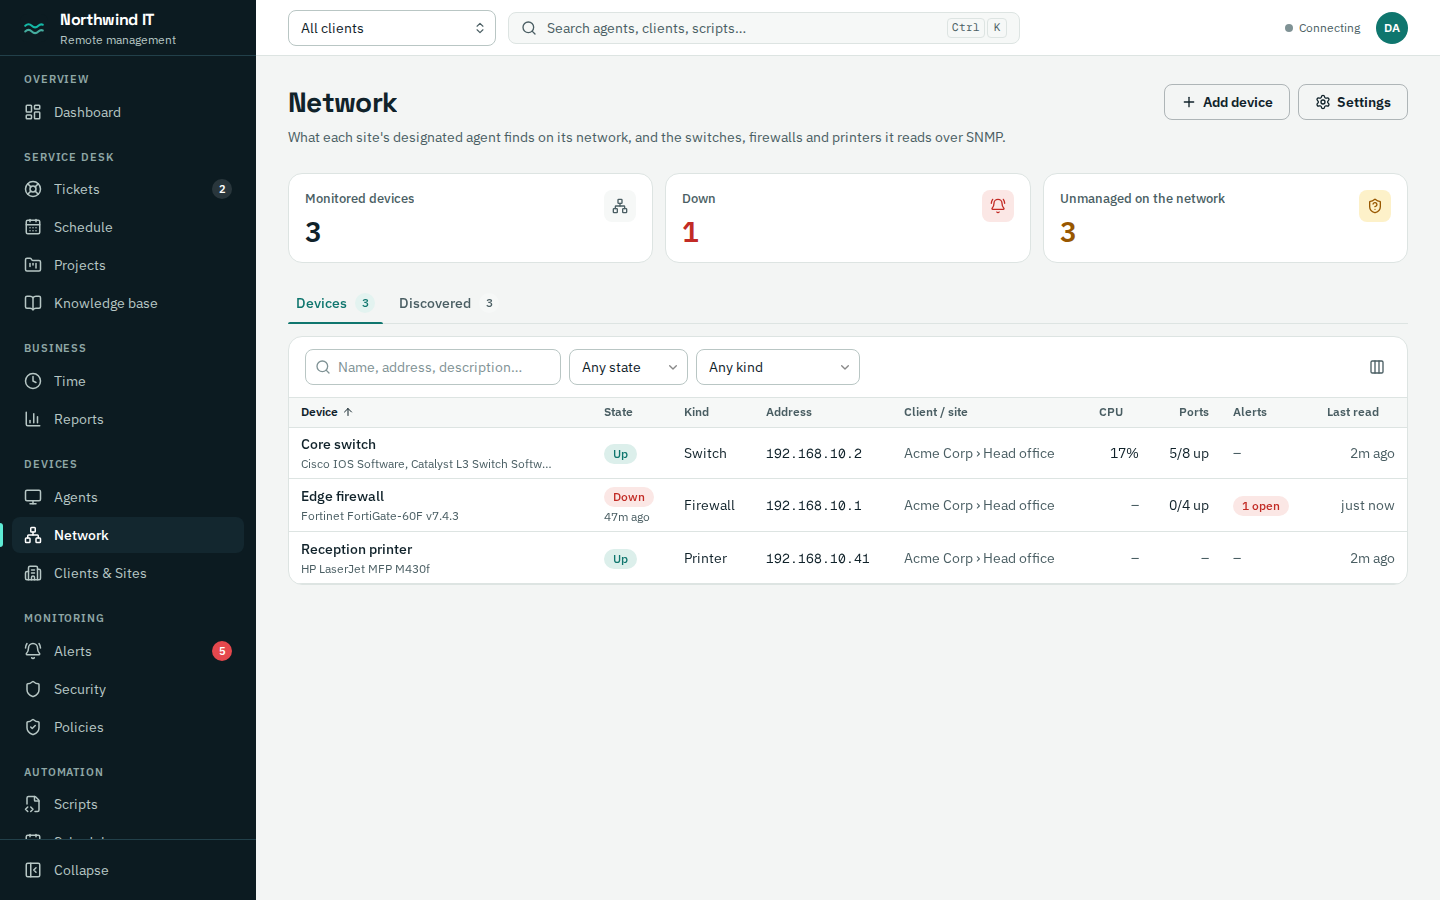 Northwind IT
Remote management
OVERVIEW
Dashboard
SERVICE DESK
Tickets 2
Schedule
Projects
Knowledge base
BUSINESS
Time
Reports
DEVICES
Agents
Network
Clients & Sites
MONITORING
Alerts 5
Security
Policies
AUTOMATION
Scripts
Collapse
All clients
Search agents, clients, scripts... Ctrl K
Connecting
DA
Network
Add device
Settings
What each site's designated agent finds on its network, and the switches, firewalls and printers it reads over SNMP.
Monitored devices
3
Down
1
Unmanaged on the network
3
Devices 3
Discovered 3
Name, address, description...
Any state
Any kind
Device State Kind Address Client / site CPU Ports Alerts Last read
Core switch
Cisco IOS Software, Catalyst L3 Switch Softw...
Up Switch 192.168.10.2 Acme Corp › Head office 17% 5/8 up – 2m ago
Edge firewall
Fortinet FortiGate-60F v7.4.3
Down
47m ago
Firewall 192.168.10.1 Acme Corp › Head office – 0/4 up 1 open just now
Reception printer
HP LaserJet MFP M430f
Up Printer 192.168.10.41 Acme Corp › Head office – – – 2m ago